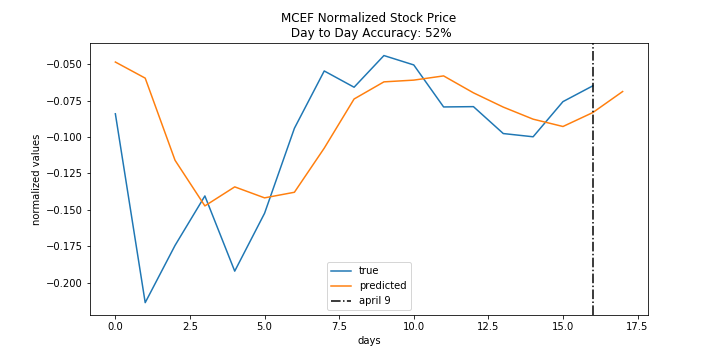 MCEF Normalized Stock Price
Day to Day Accuracy: 52%
normalized values
−0.050
−0.075
−0.100
−0.125
−0.150
−0.175
−0.200
true
predicted
april 9
0.0 2.5 5.0 7.5 10.0 12.5 15.0 17.5
days